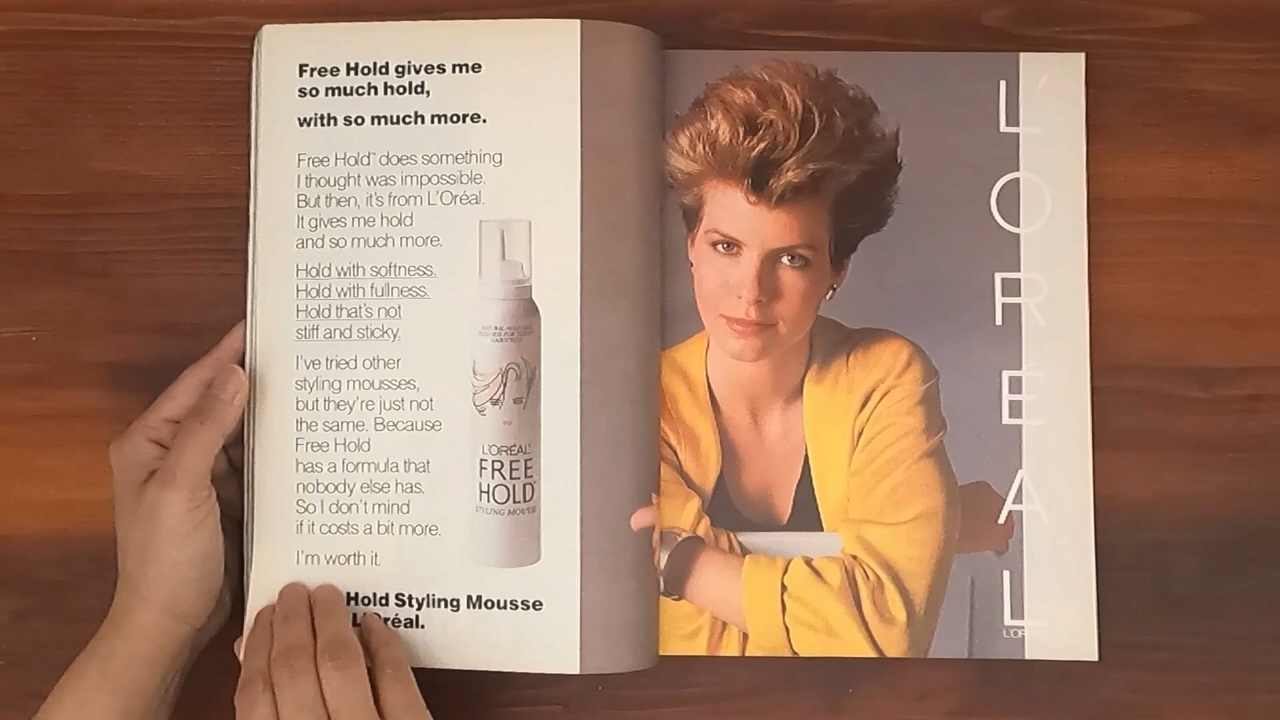 Free Hold gives me
so much hold,
with so much more.
Free Hold™ does something
I thought was impossible.
But then, it's from L'Oréal.
It gives me hold
and so much more.
Hold with softness.
Hold with fullness.
Hold that's not
stiff and sticky.
I've tried other
styling mousses,
but they're just not
the same. Because
Free Hold
has a formula that
nobody else has.
So I don't mind
if it costs a bit more.
I'm worth it.
Hold Styling Mousse
L'Oréal.
HAIRSTYLES
L'ORÉAL
FREE
HOLD
STYLING MOUSSE
L'ORÉAL